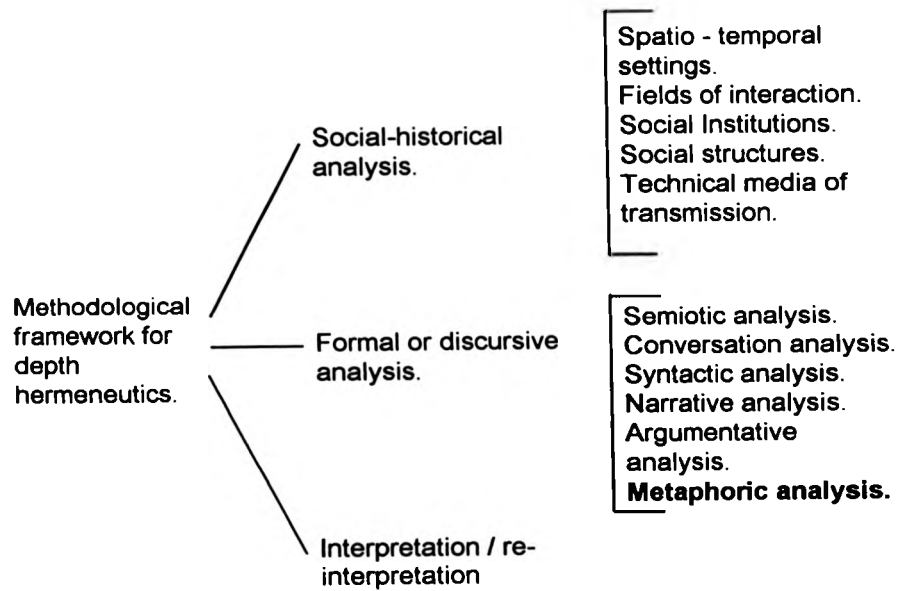 Spatio - temporal
settings.
Fields of interaction.
Social Institutions.
Social structures.
Technical media of
transmission.
Social-historical
analysis.
Methodological
framework for
depth
hermeneutics.
Formal or discursive
analysis.
Semiotic analysis.
Conversation analysis.
Syntactic analysis.
Narrative analysis.
Argumentative
analysis.
Metaphoric analysis.
Interpretation / re-
interpretation